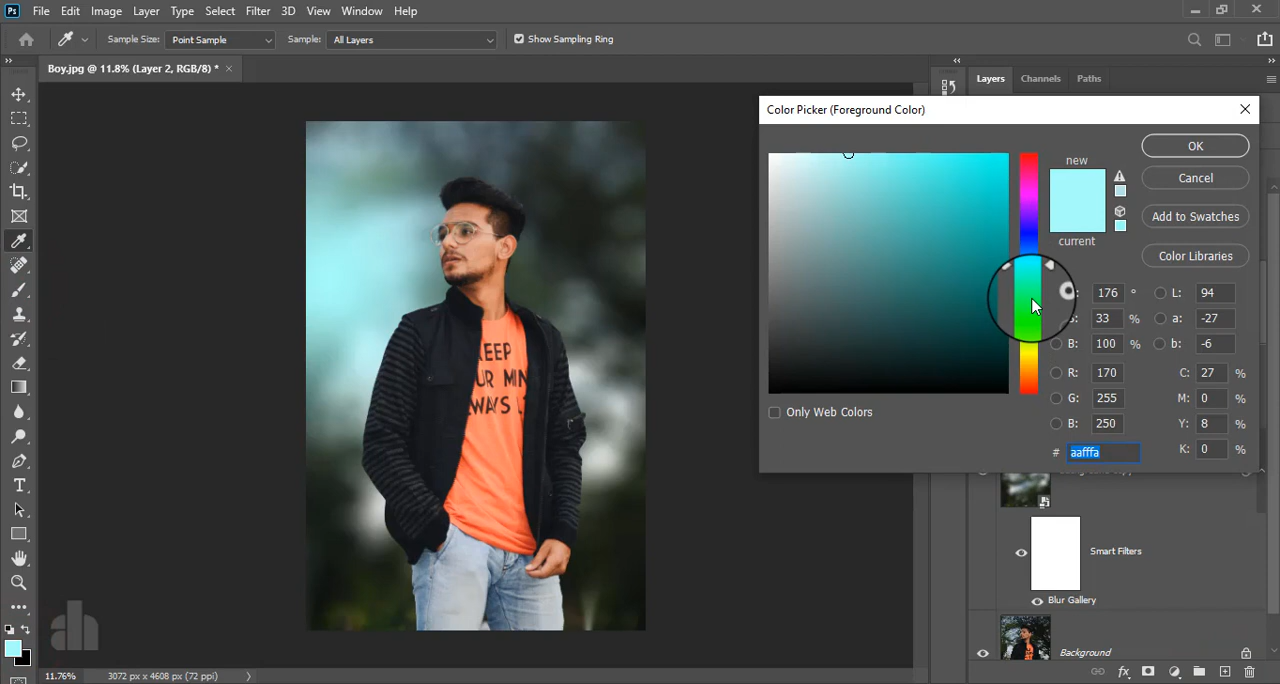 Ps File Edit Image Layer Type Select Filter 3D View Window Help
Sample Size: Point Sample Sample: All Layers Show Sampling Ring
Boy.jpg @ 11.8% (Layer 2, RGB/8) * ×
Layers Channels Paths
Color Picker (Foreground Color)
new
current
OK
Cancel
Add to Swatches
Color Libraries
: 176 °
S: 33 %
B: 100 %
R: 170
G: 255
B: 250
# aafffa
L: 94
a: -27
b: -6
C: 27 %
M: 0 %
Y: 8 %
K: 0 %
Only Web Colors
KEEP
UR MIN
WAYS L
Smart Filters
Blur Gallery
Background
ah
11.76% 3072 px x 4608 px (72 ppi)